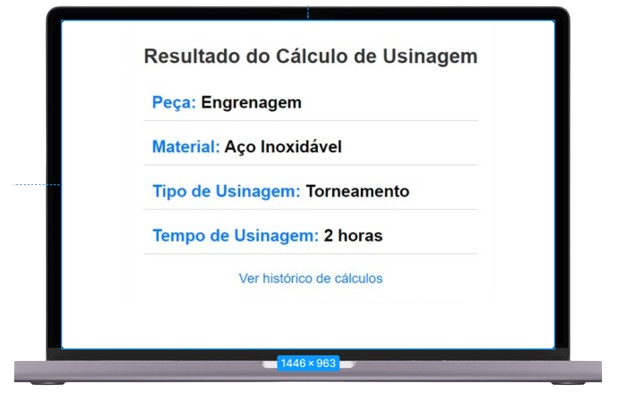 Resultado do Cálculo de Usinagem
Peça: Engrenagem
Material: Aço Inoxidável
Tipo de Usinagem: Torneamento
Tempo de Usinagem: 2 horas
Ver histórico de cálculos
1446 × 963